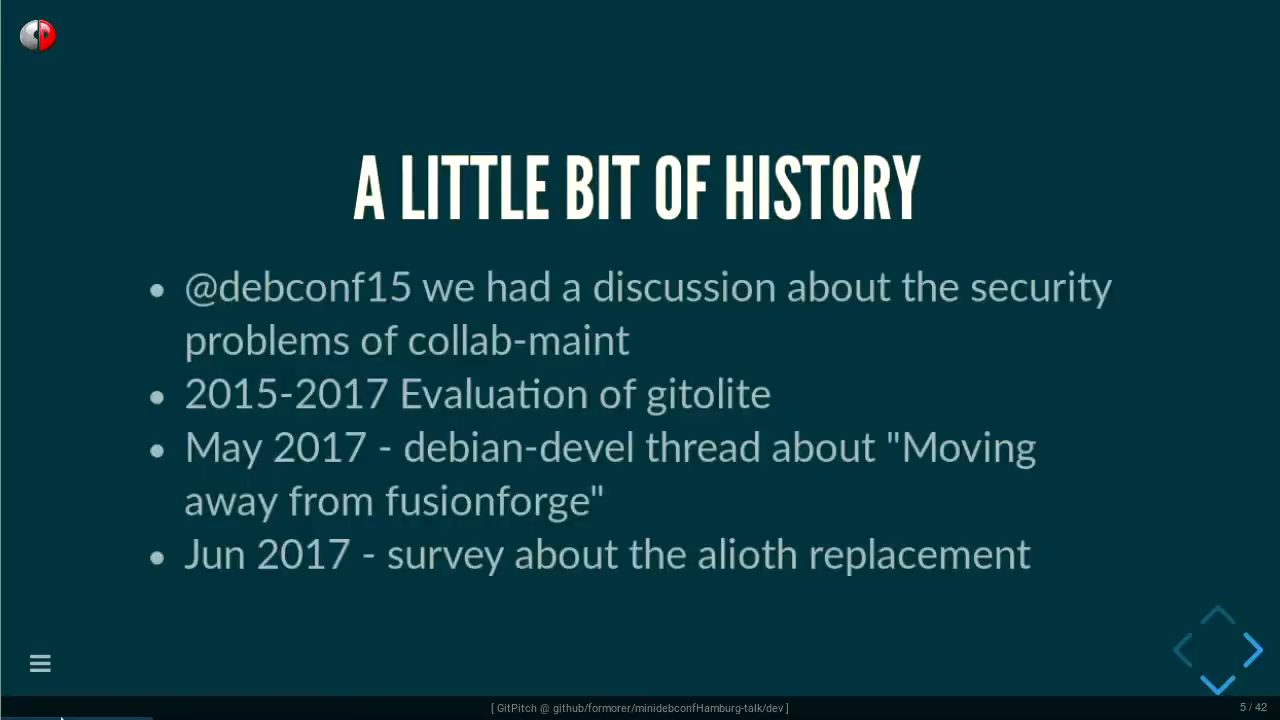 A LITTLE BIT OF HISTORY
@debconf15 we had a discussion about the security
problems of collab-maint
2015-2017 Evaluation of gitolite
May 2017 - debian-devel thread about "Moving
away from fusionforge"
Jun 2017 - survey about the alioth replacement
[ GitPitch @ github/formorer/minidebconfHamburg-talk/dev ]
5 / 42